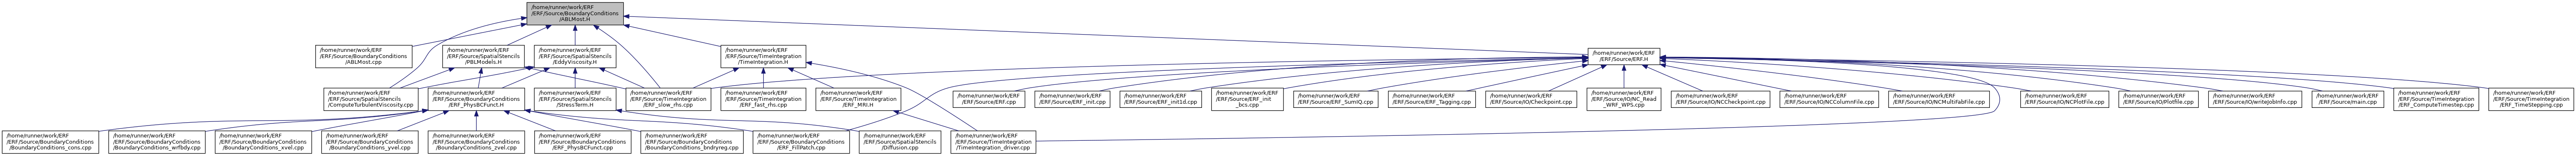 /home/runner/work/ERF
/ERF/Source/BoundaryConditions
/ABLMost.H
/home/runner/work/ERF
/ERF/Source/BoundaryConditions
/ABLMost.cpp
/home/runner/work/ERF
/ERF/Source/SpatialStencils
/PBLModels.H
/home/runner/work/ERF
/ERF/Source/SpatialStencils
/EddyViscosity.H
/home/runner/work/ERF
/ERF/Source/TimeIntegration
/TimeIntegration.H
/home/runner/work/ERF
/ERF/Source/ERF.H
/home/runner/work/ERF
/ERF/Source/SpatialStencils
/ComputeTurbulentViscosity.cpp
/home/runner/work/ERF
/ERF/Source/BoundaryConditions
/ERF_PhysBCFunct.H
/home/runner/work/ERF
/ERF/Source/SpatialStencils
/StressTerm.H
/home/runner/work/ERF
/ERF/Source/TimeIntegration
/ERF_slow_rhs.cpp
/home/runner/work/ERF
/ERF/Source/TimeIntegration
/ERF_fast_rhs.cpp
/home/runner/work/ERF
/ERF/Source/TimeIntegration
/ERF_MRI.H
/home/runner/work/ERF
/ERF/Source/ERF.cpp
/home/runner/work/ERF
/ERF/Source/ERF_init.cpp
/home/runner/work/ERF
/ERF/Source/ERF_init1d.cpp
/home/runner/work/ERF
/ERF/Source/ERF_init
_bcs.cpp
/home/runner/work/ERF
/ERF/Source/ERF_SumIQ.cpp
/home/runner/work/ERF
/ERF/Source/ERF_Tagging.cpp
/home/runner/work/ERF
/ERF/Source/IO/Checkpoint.cpp
/home/runner/work/ERF
/ERF/Source/IO/NC_Read
_WRF_WPS.cpp
/home/runner/work/ERF
/ERF/Source/IO/NCCheckpoint.cpp
/home/runner/work/ERF
/ERF/Source/IO/NCColumnFile.cpp
/home/runner/work/ERF
/ERF/Source/IO/NCMultiFabFile.cpp
/home/runner/work/ERF
/ERF/Source/IO/NCPlotFile.cpp
/home/runner/work/ERF
/ERF/Source/IO/Plotfile.cpp
/home/runner/work/ERF
/ERF/Source/IO/writeJobInfo.cpp
/home/runner/work/ERF
/ERF/Source/main.cpp
/home/runner/work/ERF
/ERF/Source/TimeIntegration
/ERF_ComputeTimestep.cpp
/home/runner/work/ERF
/ERF/Source/TimeIntegration
/ERF_TimeStepping.cpp
/home/runner/work/ERF
/ERF/Source/BoundaryConditions
/BoundaryConditions_cons.cpp
/home/runner/work/ERF
/ERF/Source/BoundaryConditions
/BoundaryConditions_wrfbdy.cpp
/home/runner/work/ERF
/ERF/Source/BoundaryConditions
/BoundaryConditions_xvel.cpp
/home/runner/work/ERF
/ERF/Source/BoundaryConditions
/BoundaryConditions_yvel.cpp
/home/runner/work/ERF
/ERF/Source/BoundaryConditions
/BoundaryConditions_zvel.cpp
/home/runner/work/ERF
/ERF/Source/BoundaryConditions
/ERF_PhysBCFunct.cpp
/home/runner/work/ERF
/ERF/Source/BoundaryConditions
/BoundaryConditions_bndryreg.cpp
/home/runner/work/ERF
/ERF/Source/BoundaryConditions
/ERF_FillPatch.cpp
/home/runner/work/ERF
/ERF/Source/SpatialStencils
/Diffusion.cpp
/home/runner/work/ERF
/ERF/Source/TimeIntegration
/TimeIntegration_driver.cpp